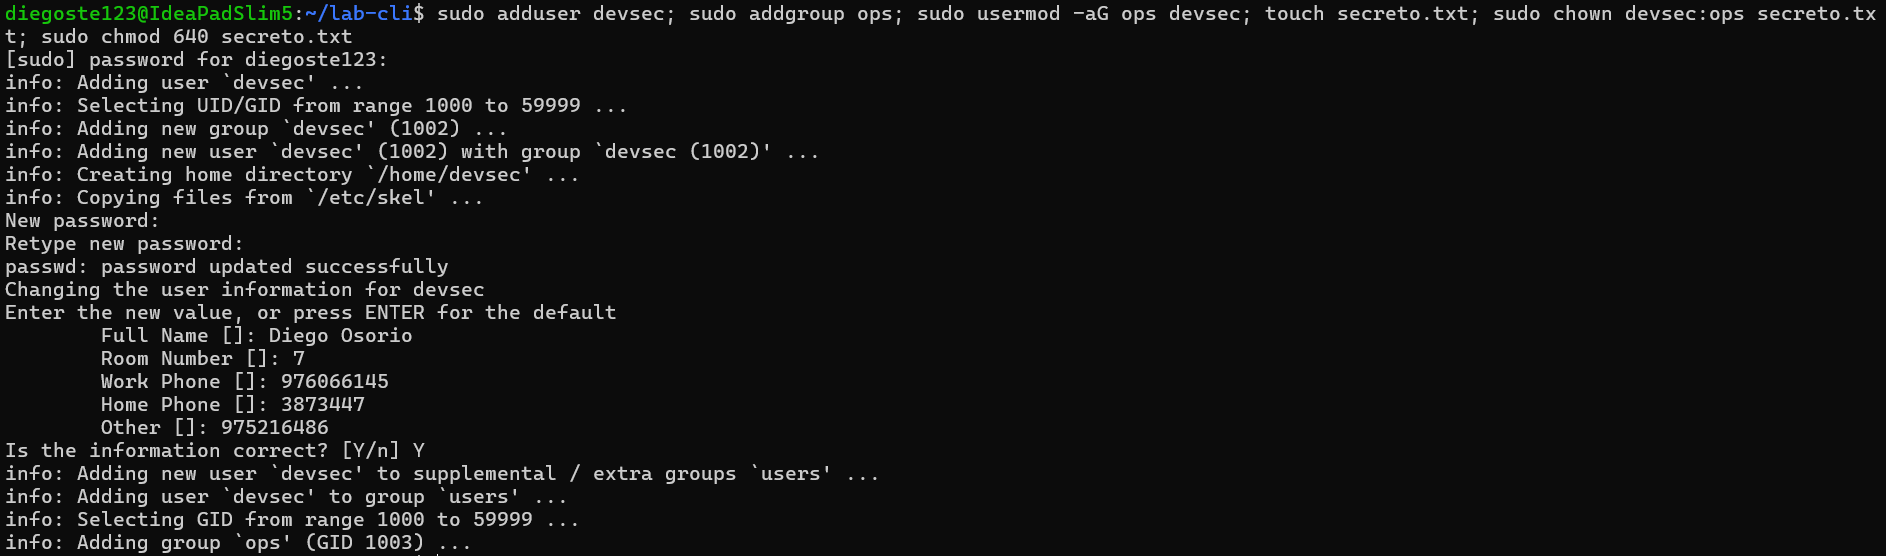 diegoste123@IdeaPadSlim5:~/lab-cli$ sudo adduser devsec; sudo addgroup ops; sudo usermod -aG ops devsec; touch secreto.txt; sudo chown devsec:ops secreto.tx
t; sudo chmod 640 secreto.txt
[sudo] password for diegoste123:
info: Adding user `devsec' ...
info: Selecting UID/GID from range 1000 to 59999 ...
info: Adding new group `devsec' (1002) ...
info: Adding new user `devsec' (1002) with group `devsec (1002)' ...
info: Creating home directory `/home/devsec' ...
info: Copying files from `/etc/skel' ...
New password:
Retype new password:
passwd: password updated successfully
Changing the user information for devsec
Enter the new value, or press ENTER for the default
        Full Name []: Diego Osorio
        Room Number []: 7
        Work Phone []: 976066145
        Home Phone []: 3873447
        Other []: 975216486
Is the information correct? [Y/n] Y
info: Adding new user `devsec' to supplemental / extra groups `users' ...
info: Adding user `devsec' to group `users' ...
info: Selecting GID from range 1000 to 59999 ...
info: Adding group `ops' (GID 1003) ...